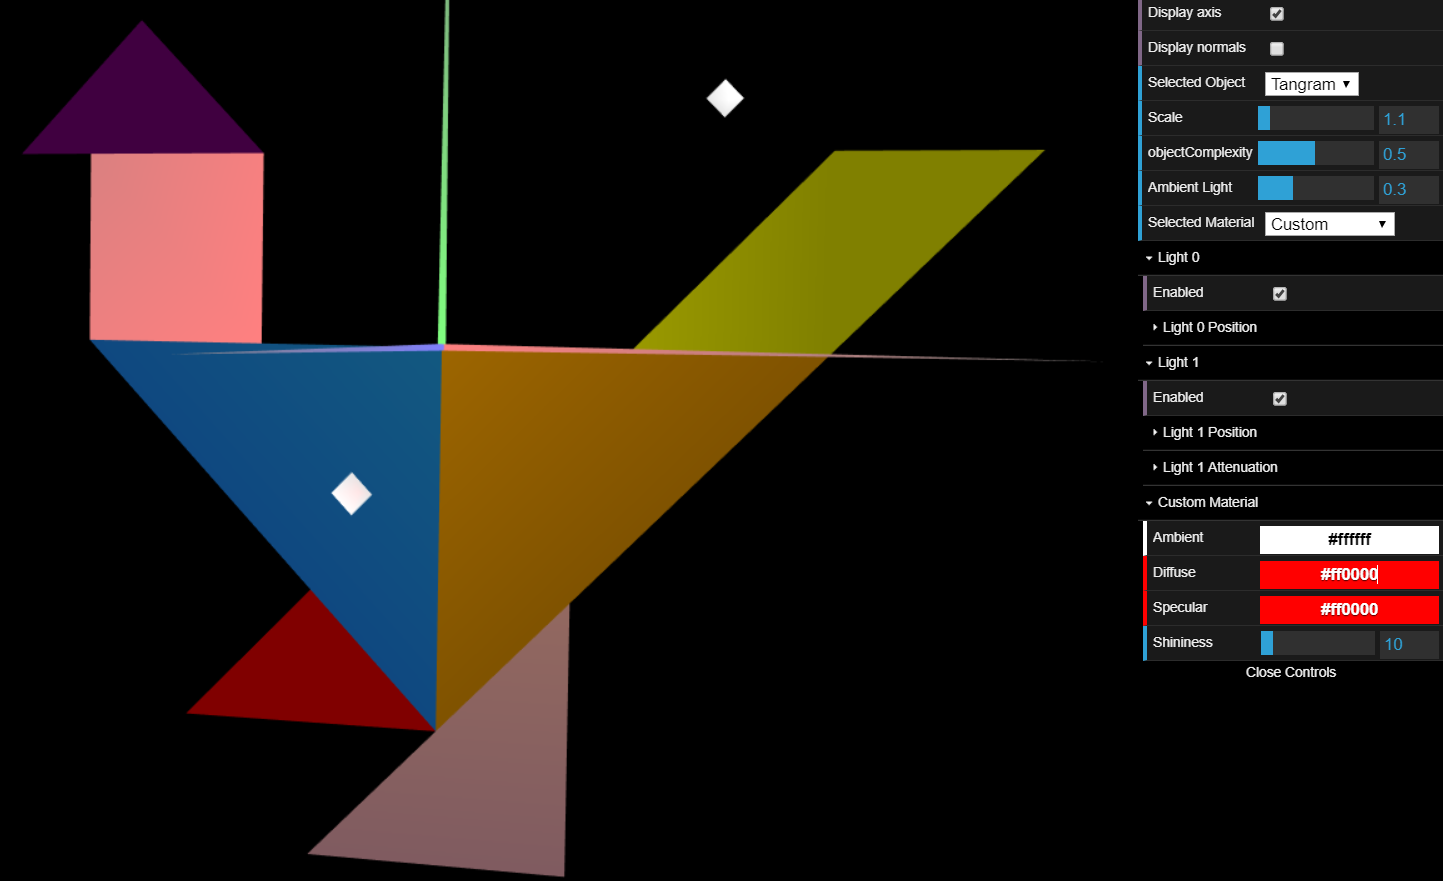 Display axis
Display normals
Selected Object Tangram
Scale 1.1
objectComplexity 0.5
Ambient Light 0.3
Selected Material Custom
Light 0
Enabled
Light 0 Position
Light 1
Enabled
Light 1 Position
Light 1 Attenuation
Custom Material
Ambient #ffffff
Diffuse #ff0000
Specular #ff0000
Shininess 10
Close Controls